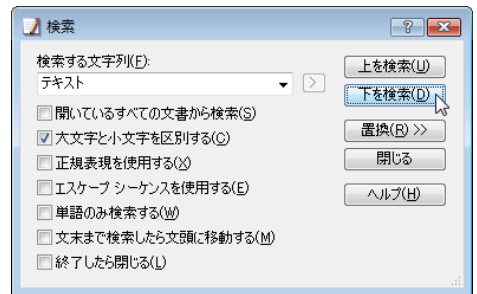 検索
検索する文字列(F):
テキスト
>
開いているすべての文書から検索(S)
大文字と小文字を区別する(C)
正規表現を使用する(X)
エスケープ シーケンスを使用する(E)
単語のみ検索する(W)
文末まで検索したら文頭に移動する(M)
終了したら閉じる(L)
上を検索(U)
下を検索(D)
置換(R) >>
閉じる
ヘルプ(H)